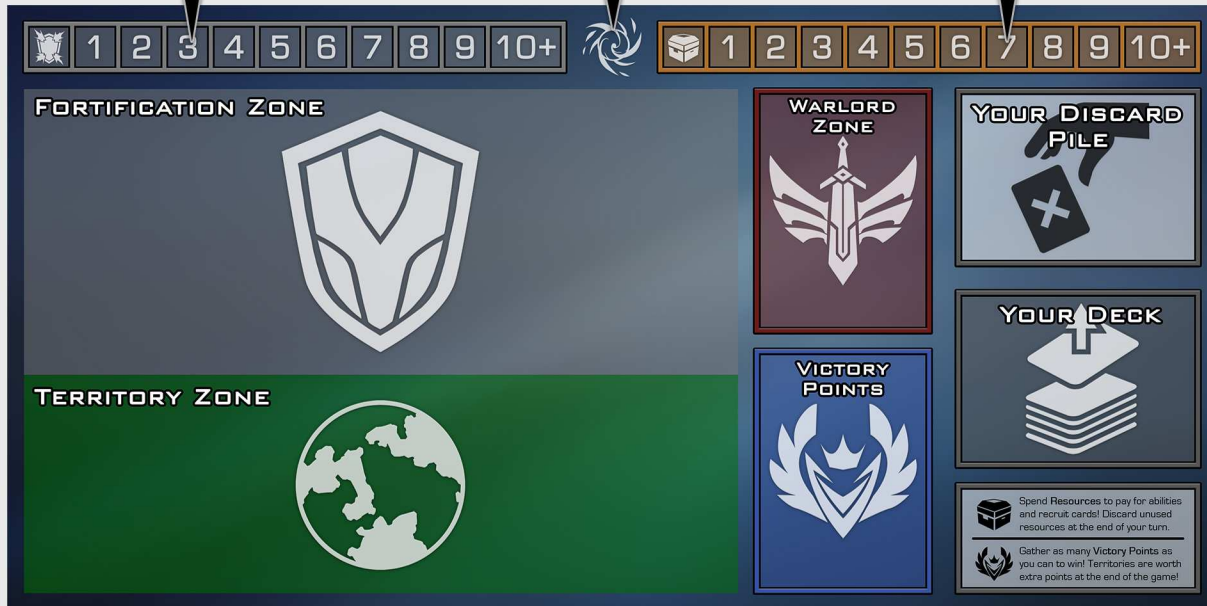 1 2 3 4 5 6 7 8 9 10+
1 2 3 4 5 6 7 8 9 10+
FORTIFICATION ZONE
WARLORD
ZONE
YOUR DISCARD
PILE
YOUR DECK
TERRITORY ZONE
VICTORY
POINTS
Spend Resources to pay for abilities
and recruit cards! Discard unused
resources at the end of your turn.
Gather as many Victory Points as
you can to win! Territories are worth
extra points at the end of the game!